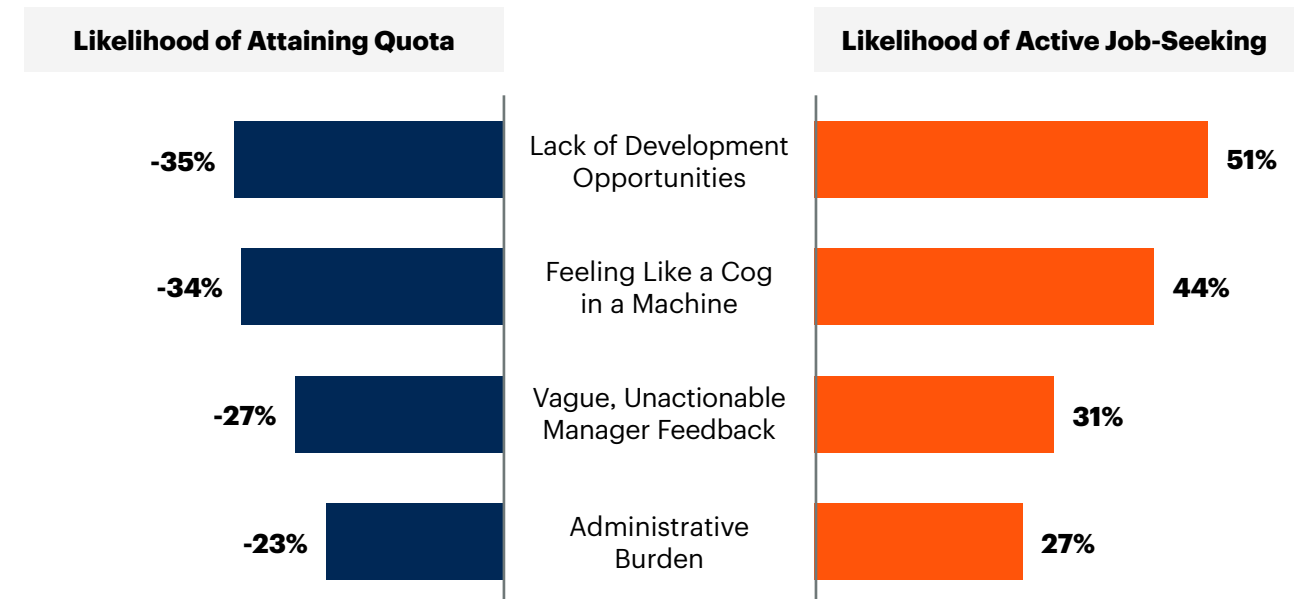 Likelihood of Attaining Quota
Likelihood of Active Job-Seeking
-35%
Lack of Development
Opportunities
51%
-34%
Feeling Like a Cog
in a Machine
44%
-27%
Vague, Unactionable
Manager Feedback
31%
-23%
Administrative
Burden
27%